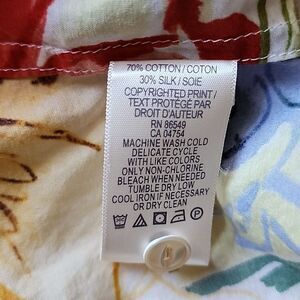 70% COTTON / COTON
30% SILK / SOIE
COPYRIGHTED PRINT /
TEXT PROTÉGÉ PAR
DROIT D'AUTEUR
RN 86549
CA 04754
MACHINE WASH COLD
DELICATE CYCLE
WITH LIKE COLORS
ONLY NON-CHLORINE
BLEACH WHEN NEEDED
TUMBLE DRY LOW
COOL IRON IF NECESSARY
OR DRY CLEAN